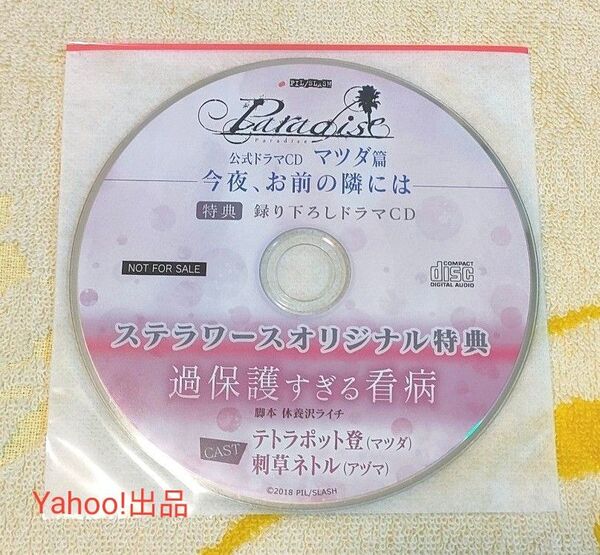 PIL/SLASH
Paradise
Paradise
公式ドラマCD マツダ篇
今夜、お前の隣には
特典 録り下ろしドラマCD
NOT FOR SALE
COMPACT
disc
DIGITAL AUDIO
ステラワースオリジナル特典
過保護すぎる看病
脚本 休養沢ライチ
CAST テトラポット登(マツダ)
刺草ネトル(アヅマ)
©2018 PIL/SLASH
Yahoo!出品